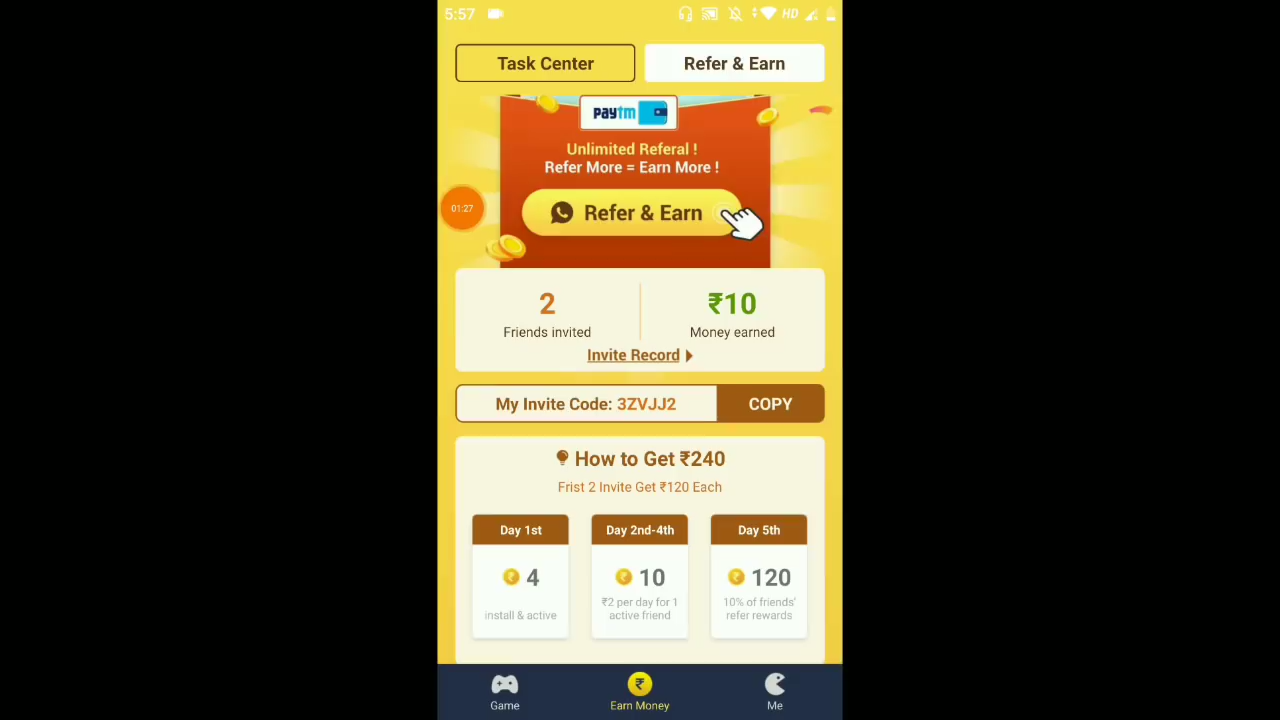 5:57
HD
Task Center
Refer & Earn
paytm
Unlimited Referal !
Refer More = Earn More !
Refer & Earn
01:27
2
₹10
Friends invited
Money earned
Invite Record
My Invite Code: 3ZVJJ2
COPY
How to Get ₹240
Frist 2 Invite Get ₹120 Each
Day 1st
Day 2nd-4th
Day 5th
4
10
120
install & active
₹2 per day for 1
active friend
10% of friends'
refer rewards
Game
Earn Money
Me